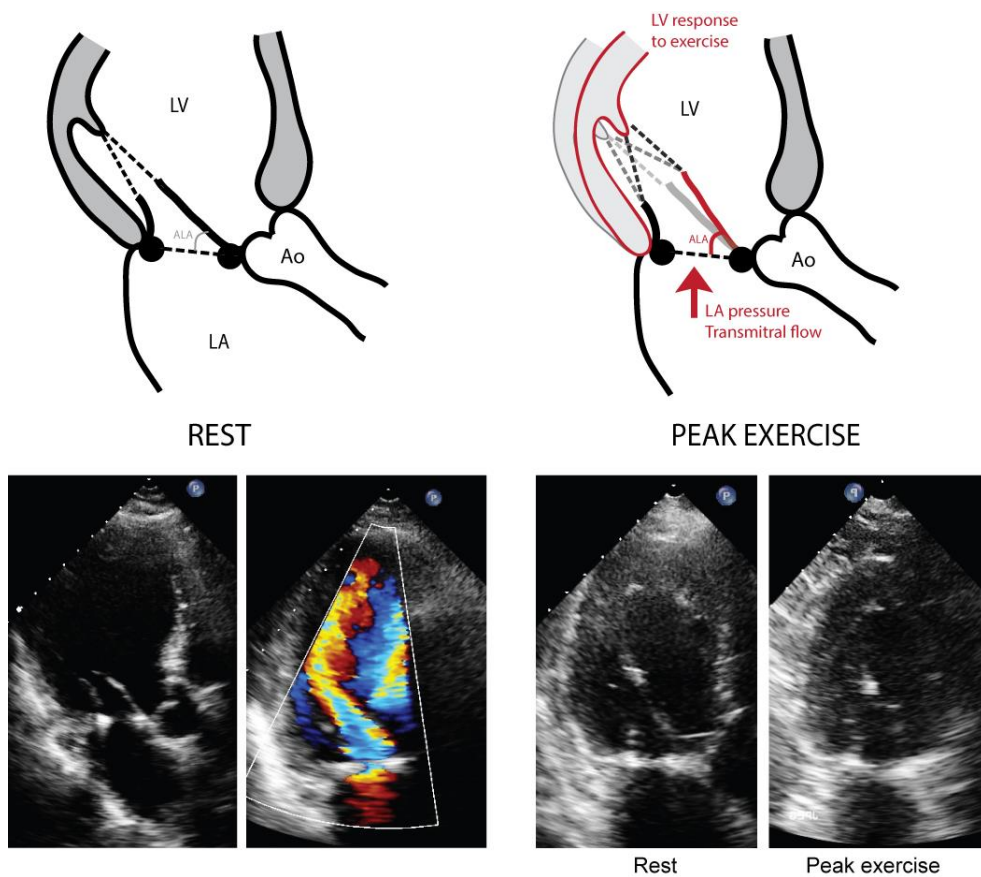 LV
ALA
Ao
LA
REST
LV response
to exercise
LV
ALA
Ao
LA pressure
Transmitral flow
PEAK EXERCISE
P
P
P
Rest
Peak exercise